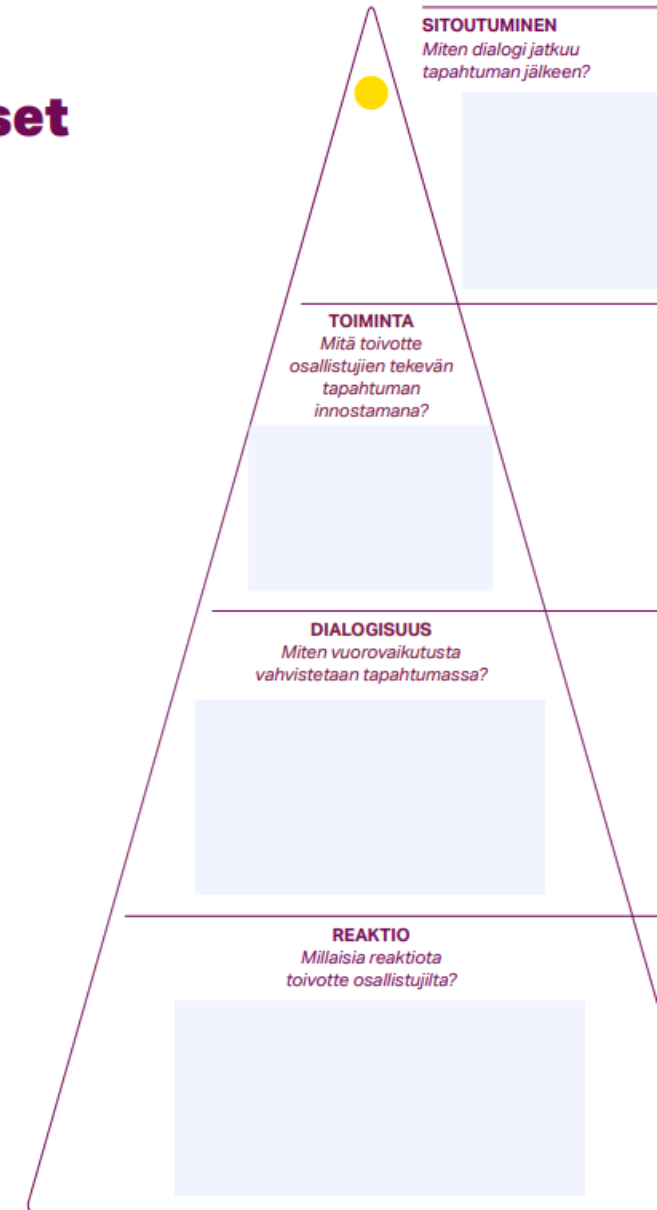 set
SITOUTUMINEN
Miten dialogi jatkuu
tapahtuman jälkeen?
TOIMINTA
Mitä toivotte
osallistujien tekevän
tapahtuman
innostamana?
DIALOGISUUS
Miten vuorovaikutusta
vahvistetaan tapahtumassa?
REAKTIO
Millaisia reaktiota
toivotte osallistujilta?